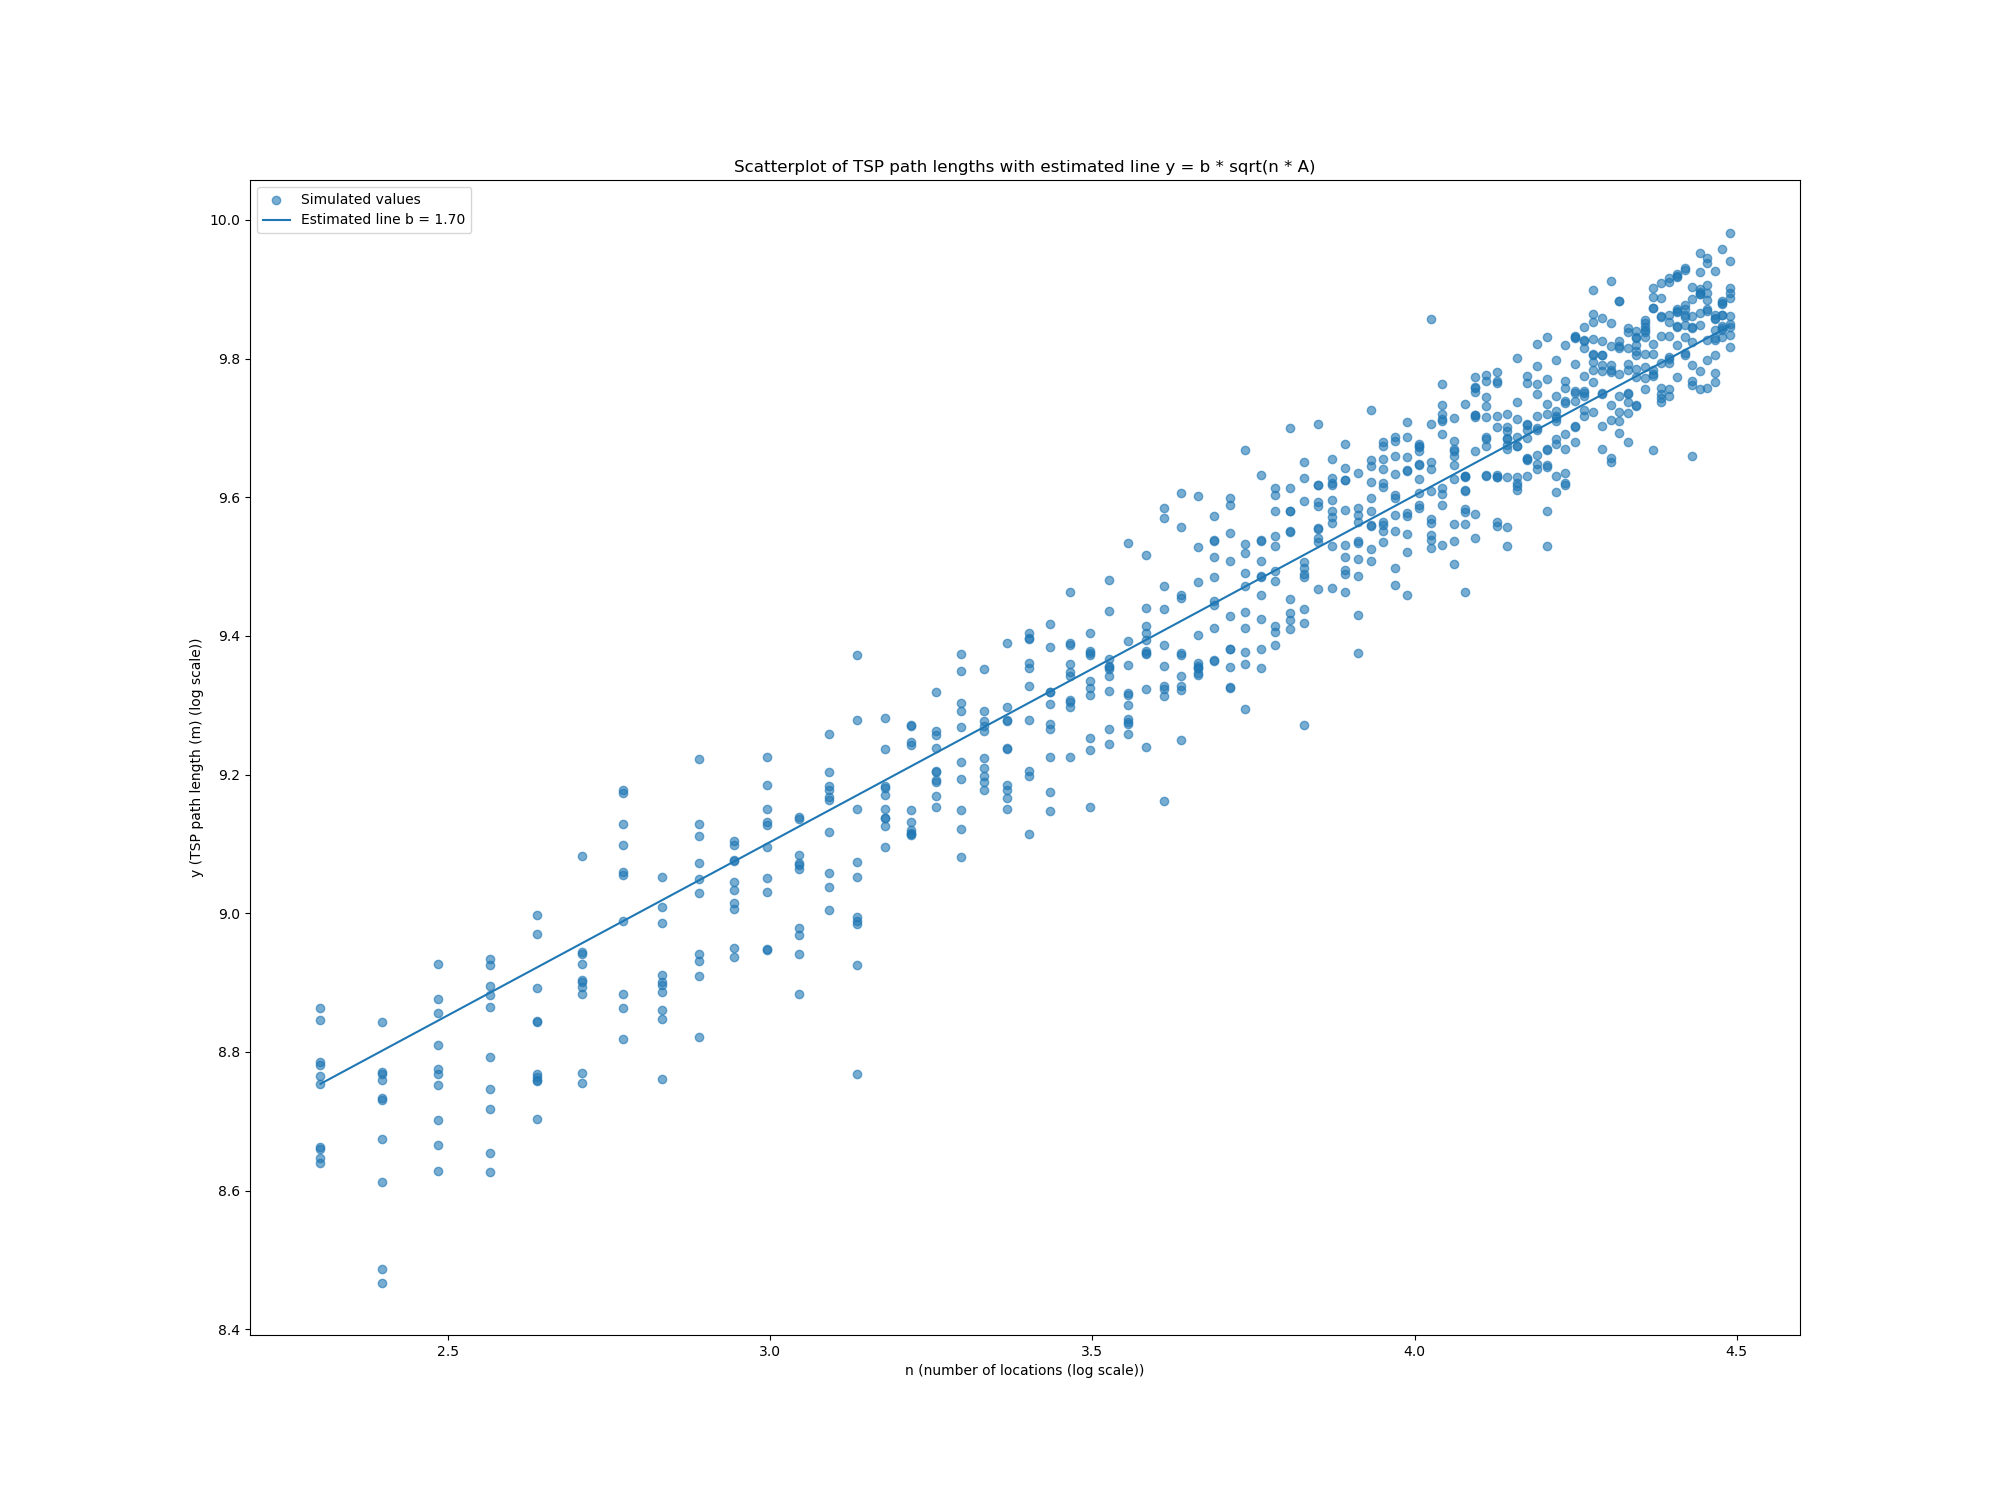 Scatterplot of TSP path lengths with estimated line y = b * sqrt(n * A)
Simulated values
Estimated line b = 1.70
10.0
9.8
9.6
9.4
9.2
9.0
8.8
8.6
8.4
y (TSP path length (m) (log scale))
2.5 3.0 3.5 4.0 4.5
n (number of locations (log scale))